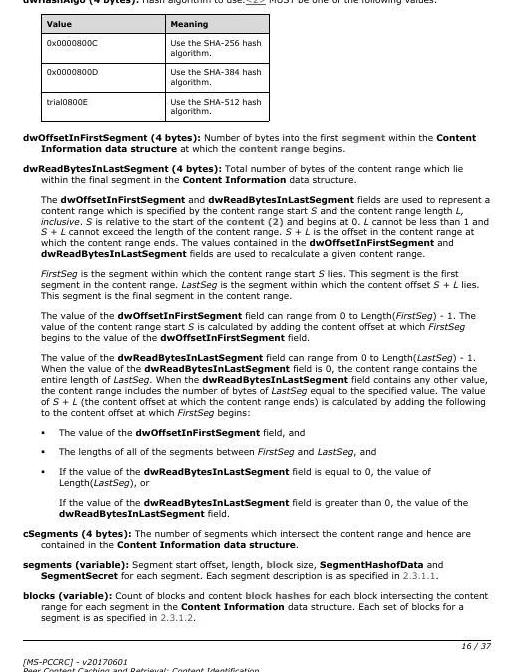 dwHashAlgo (4 bytes): Hash algorithm to use.<2> MUST be one of the following values:
Value Meaning
0x0000800C Use the SHA-256 hash
algorithm.
0x0000800D Use the SHA-384 hash
algorithm.
trial0800E Use the SHA-512 hash
algorithm.
dwOffsetInFirstSegment (4 bytes): Number of bytes into the first segment within the Content
Information data structure at which the content range begins.
dwReadBytesInLastSegment (4 bytes): Total number of bytes of the content range which lie
within the final segment in the Content Information data structure.
The dwOffsetInFirstSegment and dwReadBytesInLastSegment fields are used to represent a
content range which is specified by the content range start S and the content range length L,
inclusive. S is relative to the start of the content (2) and begins at 0. L cannot be less than 1 and
S + L cannot exceed the length of the content range. S + L is the offset in the content range at
which the content range ends. The values contained in the dwOffsetInFirstSegment and
dwReadBytesInLastSegment fields are used to recalculate a given content range.
FirstSeg is the segment within which the content range start S lies. This segment is the first
segment in the content range. LastSeg is the segment within which the content offset S + L lies.
This segment is the final segment in the content range.
The value of the dwOffsetInFirstSegment field can range from 0 to Length(FirstSeg) - 1. The
value of the content range start S is calculated by adding the content offset at which FirstSeg
begins to the value of the dwOffsetInFirstSegment field.
The value of the dwReadBytesInLastSegment field can range from 0 to Length(LastSeg) - 1.
When the value of the dwReadBytesInLastSegment field is 0, the content range contains the
entire length of LastSeg. When the dwReadBytesInLastSegment field contains any other value,
the content range includes the number of bytes of LastSeg equal to the specified value. The value
of S + L (the content offset at which the content range ends) is calculated by adding the following
to the content offset at which FirstSeg begins:
▪ The value of the dwOffsetInFirstSegment field, and
▪ The lengths of all of the segments between FirstSeg and LastSeg, and
▪ If the value of the dwReadBytesInLastSegment field is equal to 0, the value of
Length(LastSeg), or
If the value of the dwReadBytesInLastSegment field is greater than 0, the value of the
dwReadBytesInLastSegment field.
cSegments (4 bytes): The number of segments which intersect the content range and hence are
contained in the Content Information data structure.
segments (variable): Segment start offset, length, block size, SegmentHashofData and
SegmentSecret for each segment. Each segment description is as specified in 2.3.1.1.
blocks (variable): Count of blocks and content block hashes for each block intersecting the content
range for each segment in the Content Information data structure. Each set of blocks for a
segment is as specified in 2.3.1.2.
16 / 37
[MS-PCCRC] - v20170601
Peer Content Caching and Retrieval: Content Identification